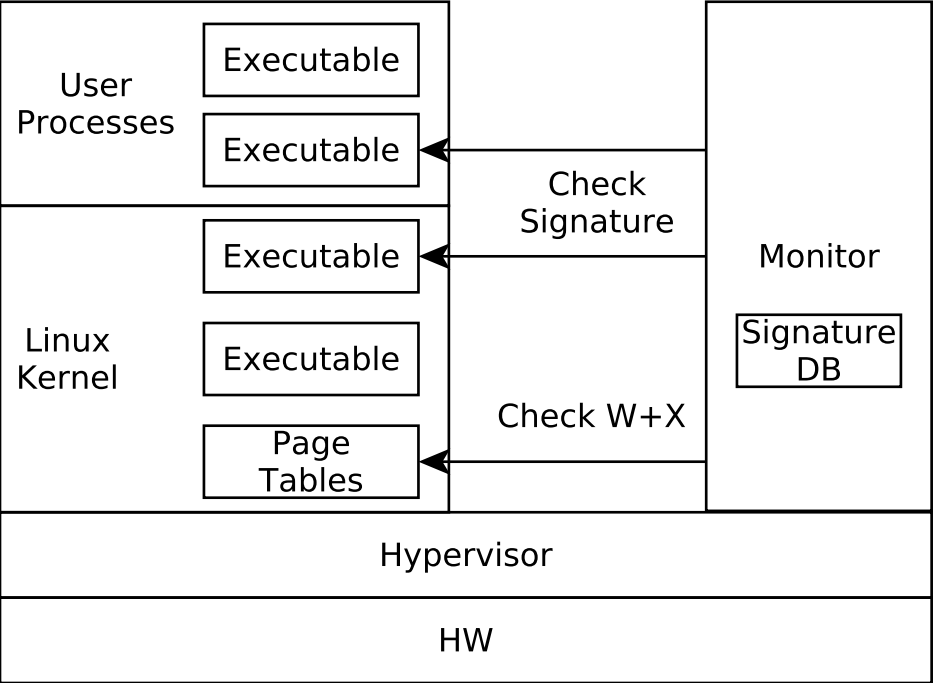 User
Processes
Executable
Executable
Check
Signature
Linux
Kernel
Executable
Executable
Page
Tables
Check W+X
Monitor
Signature
DB
Hypervisor
HW